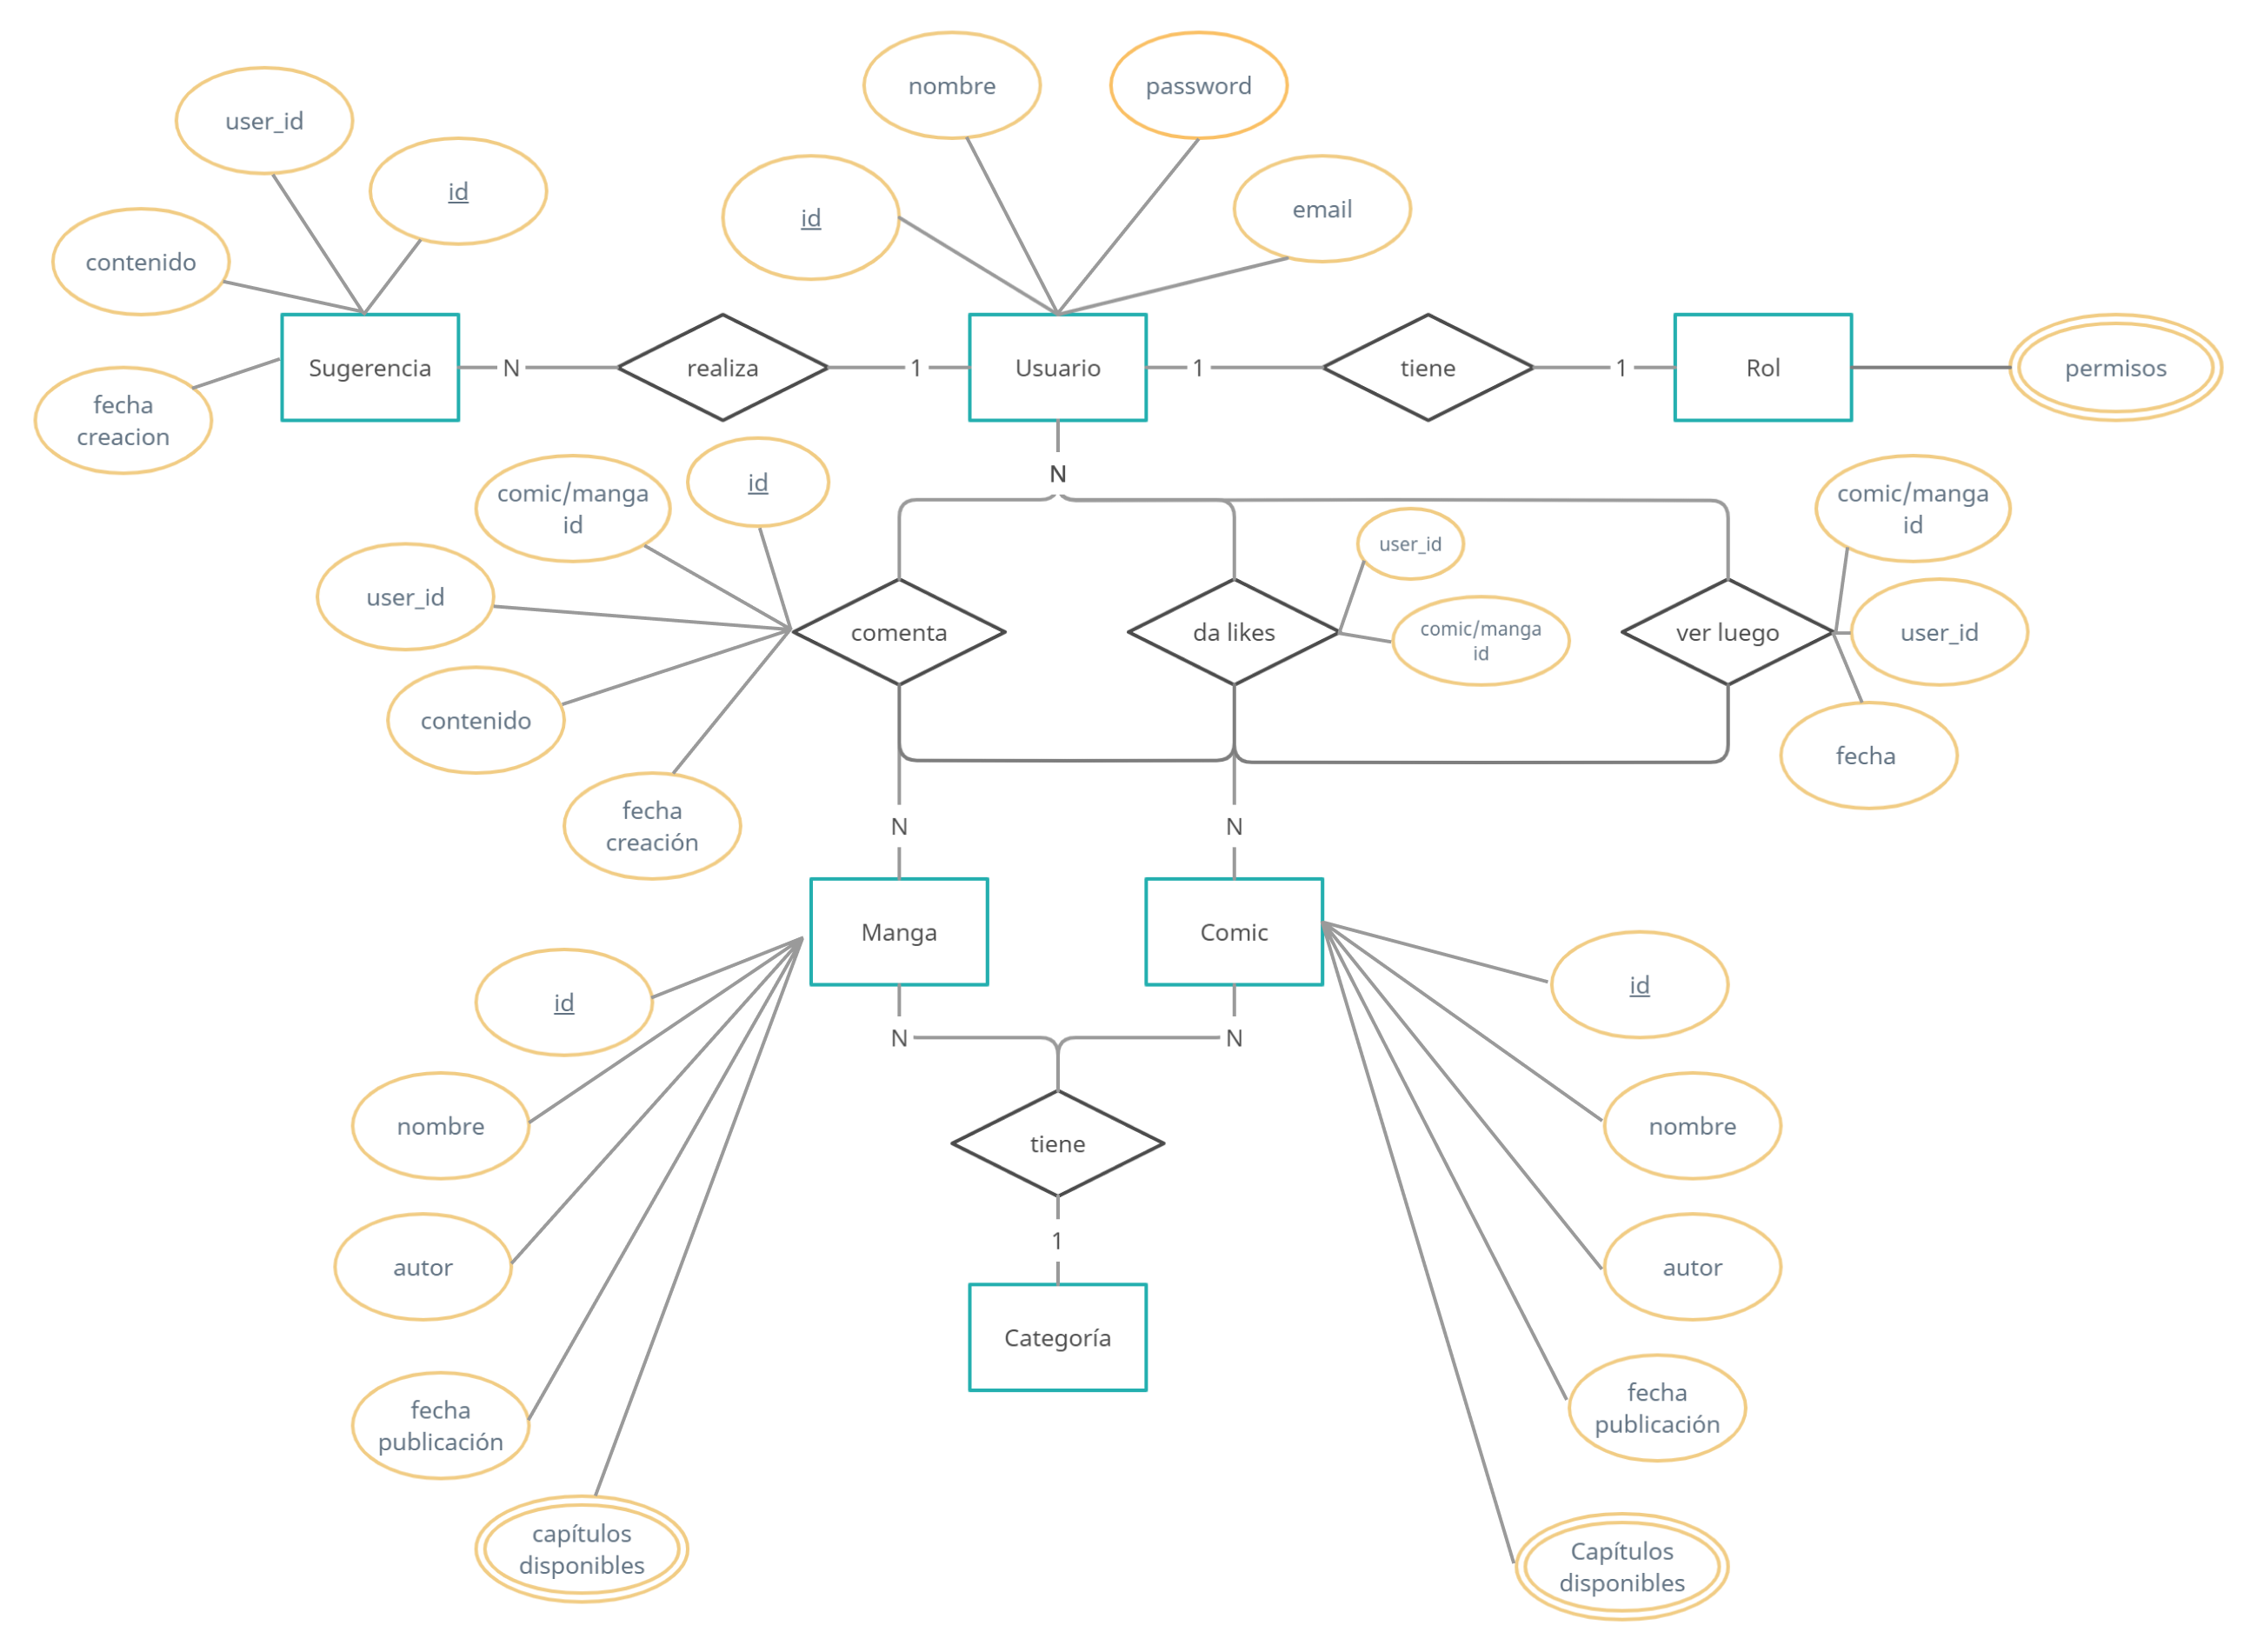 nombre
password
user_id
id
id
email
contenido
Sugerencia
N
realiza
1
Usuario
1
tiene
1
Rol
permisos
fecha
creacion
N
comic/manga
id
id
user_id
contenido
fecha
creación
comenta
da likes
user_id
comic/manga
id
ver luego
comic/manga
id
user_id
fecha
N
N
Manga
Comic
id
nombre
autor
fecha
publicación
capítulos
disponibles
N
N
tiene
1
Categoría
id
nombre
autor
fecha
publicación
Capítulos
disponibles